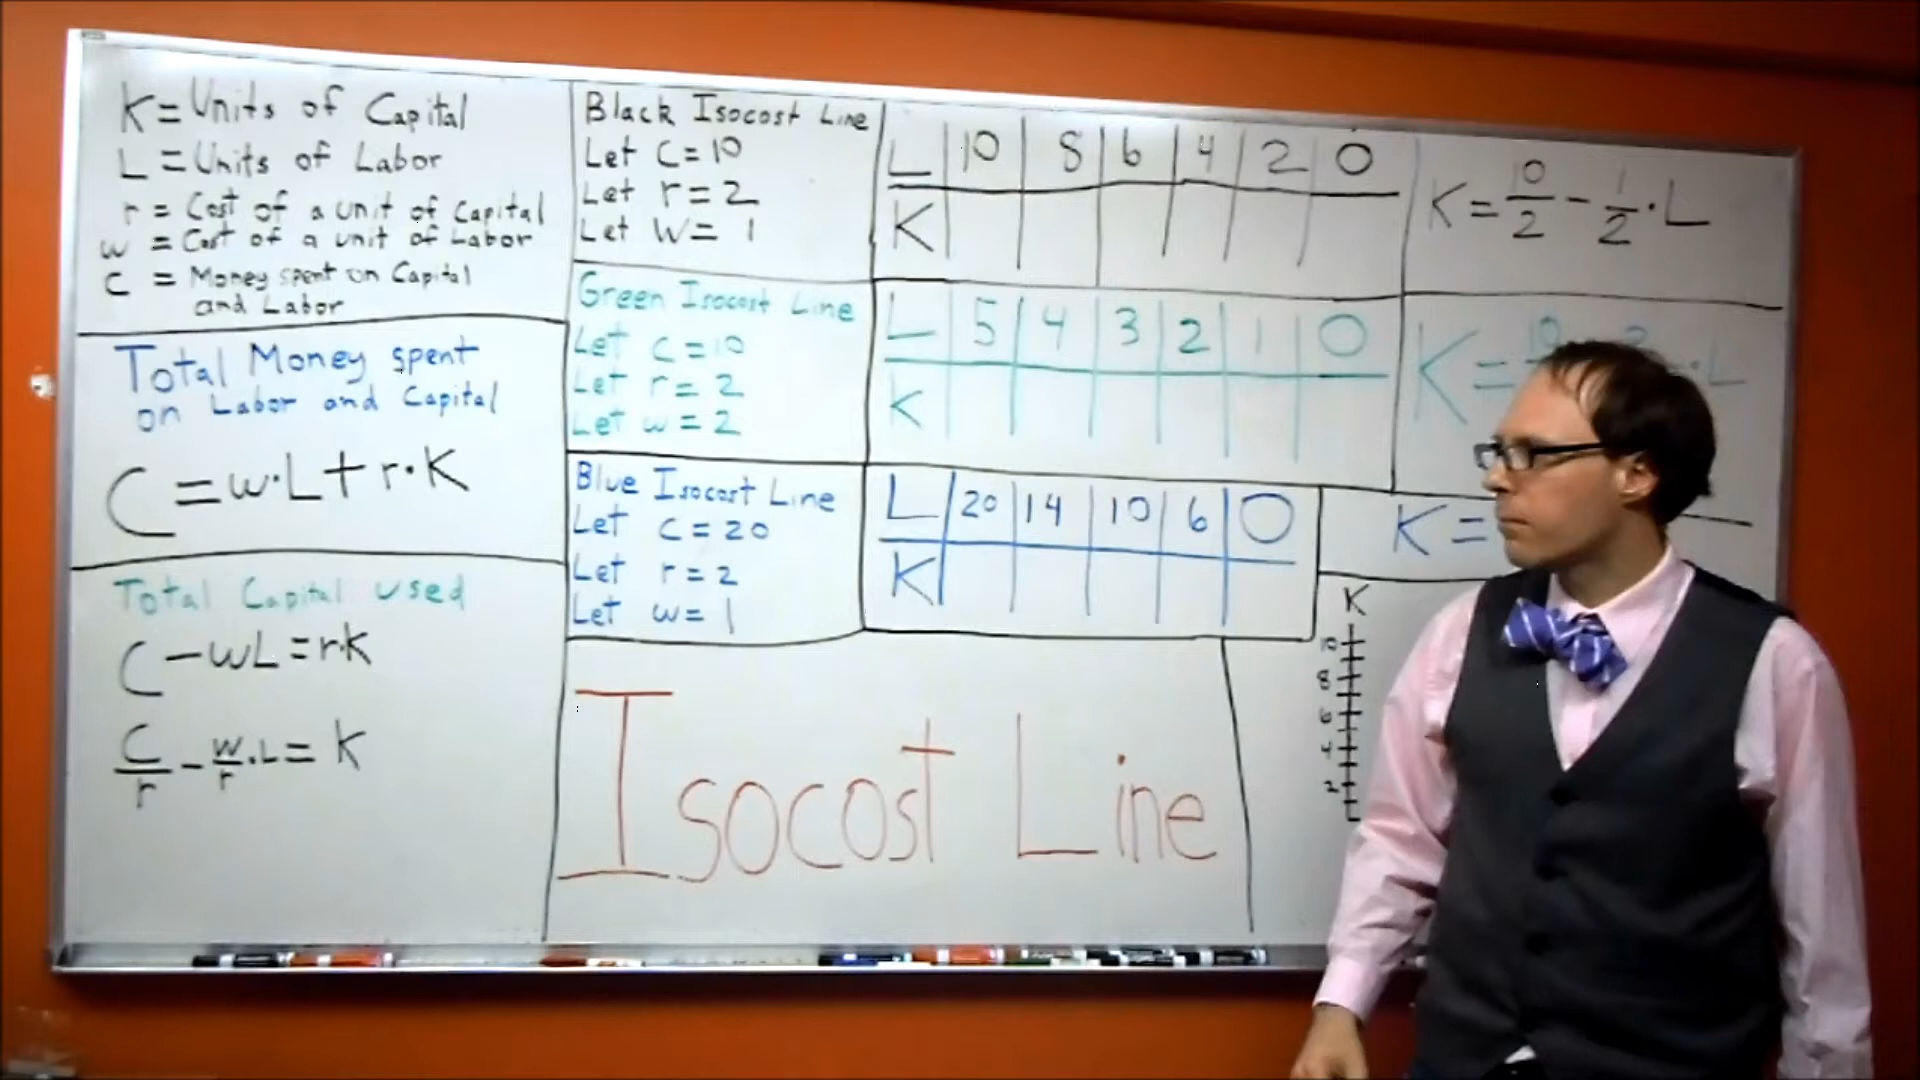 K = Units of Capital
L = Units of Labor
r = Cost of a unit of Capital
w = Cost of a unit of Labor
C = Money spent on Capital
and Labor
Total Money spent
on Labor and Capital
C = w·L + r·K
Total Capital used
C - wL = r·K
C/r - w/r·L = K
Black Isocost Line
Let C = 10
Let r = 2
Let W = 1
Green Isocost Line
Let C = 10
Let r = 2
Let w = 2
Blue Isocost Line
Let C = 20
Let r = 2
Let w = 1
L 10 8 6 4 2 0
K
L 5 4 3 2 1 0
K
L 20 14 10 6 0
K
K = 10/2 - 1/2·L
K = ·L
K =
K
10
8
6
4
2
Isocost Line